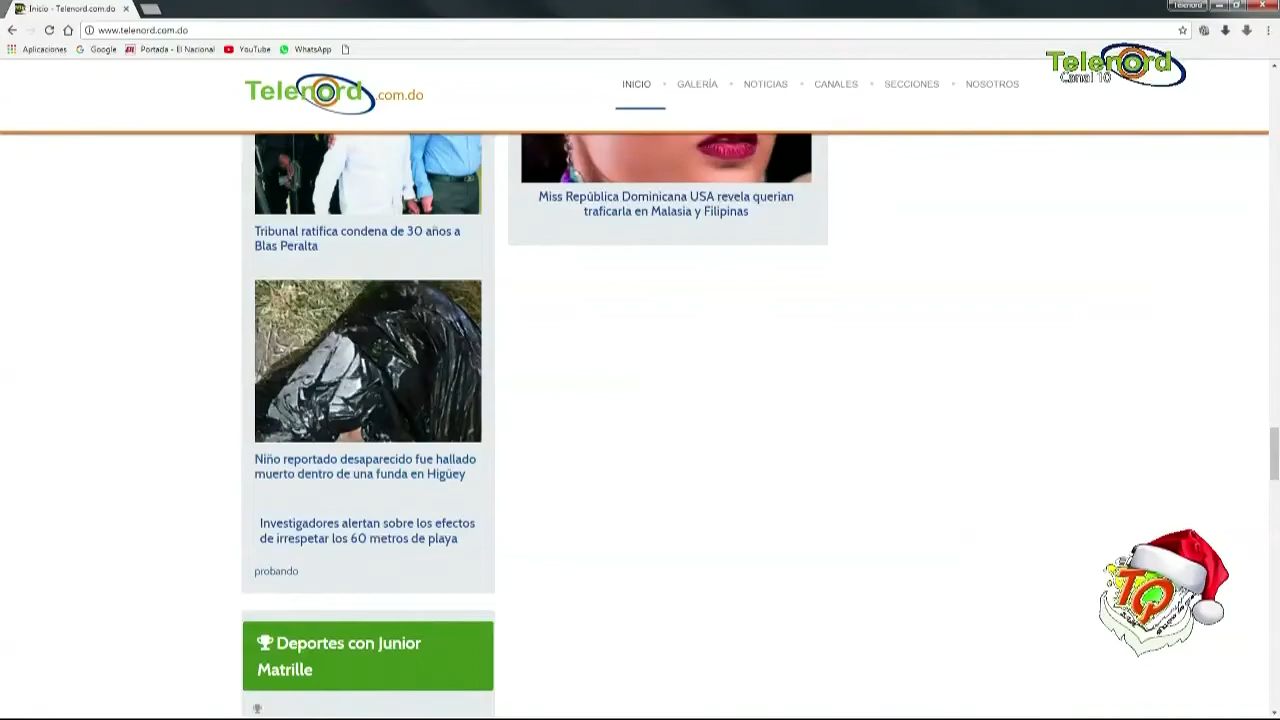 Inicio - Telenord.com.do
Telenord
www.telenord.com.do
Aplicaciones
Google
Portada - El Nacional
YouTube
WhatsApp
Telenord
Canal 10
Telenord.com.do
INICIO
GALERÍA
NOTICIAS
CANALES
SECCIONES
NOSOTROS
Tribunal ratifica condena de 30 años a
Blas Peralta
Miss República Dominicana USA revela querian
traficarla en Malasia y Filipinas
Niño reportado desaparecido fue hallado
muerto dentro de una funda en Higüey
Investigadores alertan sobre los efectos
de irrespetar los 60 metros de playa
probando
Deportes con Junior
Matrille
TQ